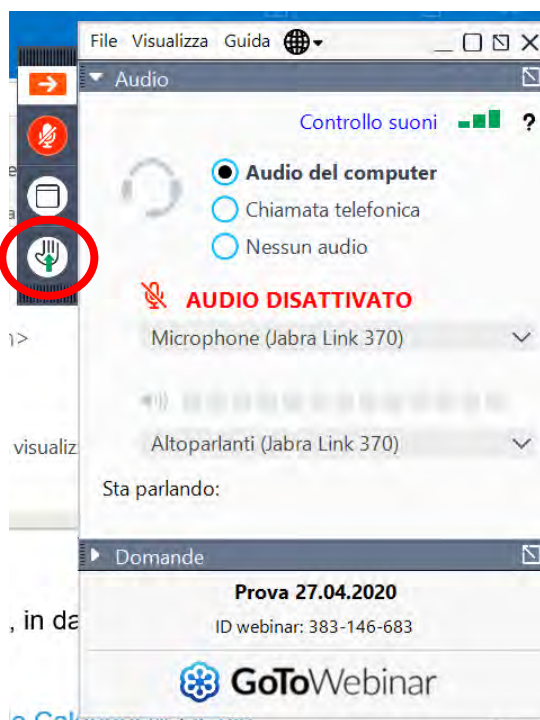 File Visualizza Guida
Audio
Controllo suoni ?
Audio del computer
Chiamata telefonica
Nessun audio
AUDIO DISATTIVATO
Microphone (Jabra Link 370)
visualiz
Altoparlanti (Jabra Link 370)
Sta parlando:
Domande
Prova 27.04.2020
, in da
ID webinar: 383-146-683
GoToWebinar